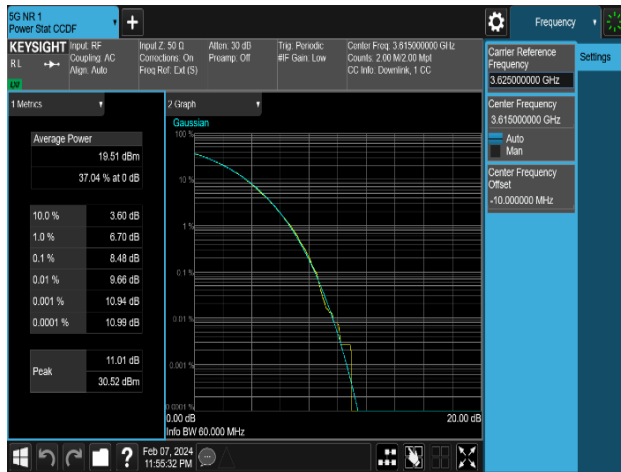 5G NR 1
Power Stat CCDF
Frequency
KEYSIGHT
Input: RF
Coupling: AC
Align: Auto
Input Z: 50 Ω
Corrections: On
Freq Ref: Ext (S)
Atten: 30 dB
Preamp: Off
Trig: Periodic
#IF Gain: Low
Center Freq: 3.615000000 GHz
Counts: 2.00 M/2.00 Mpt
CC Info: Downlink, 1 CC
RL
1 Metrics
Average Power
19.51 dBm
37.04 % at 0 dB
10.0 % 3.60 dB
1.0 % 6.70 dB
0.1 % 8.48 dB
0.01 % 9.66 dB
0.001 % 10.94 dB
0.0001 % 10.99 dB
Peak
11.01 dB
30.52 dBm
2 Graph
Gaussian
100 %
10 %
1 %
0.1 %
0.01 %
0.001 %
0.0001 %
0.00 dB
20.00 dB
Info BW 60.000 MHz
Carrier Reference
Frequency
3.625000000 GHz
Settings
Center Frequency
3.615000000 GHz
Auto
Man
Center Frequency
Offset
-10.000000 MHz
Feb 07, 2024
11:55:32 PM